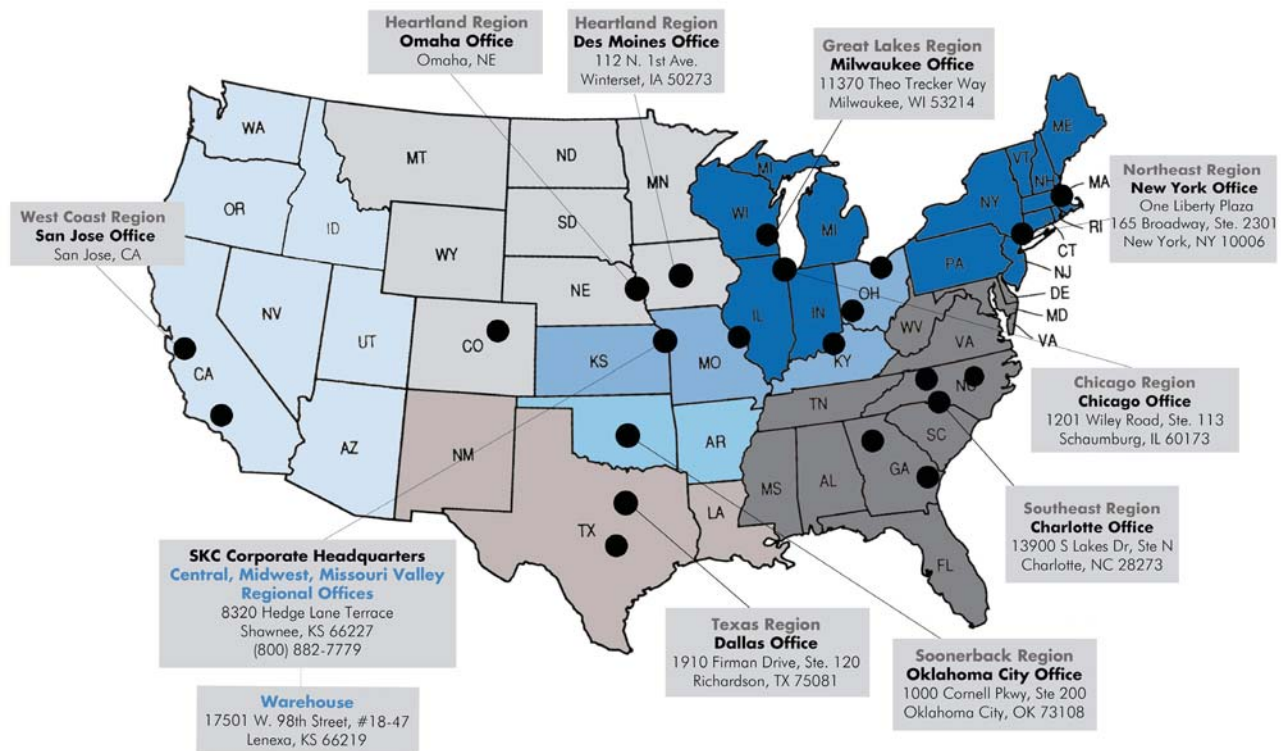 Heartland Region
Omaha Office
Omaha, NE
Heartland Region
Des Moines Office
112 N. 1st Ave.
Winterset, IA 50273
Great Lakes Region
Milwaukee Office
11370 Theo Trecker Way
Milwaukee, WI 53214
Northeast Region
New York Office
One Liberty Plaza
165 Broadway, Ste. 2301
New York, NY 10006
West Coast Region
San Jose Office
San Jose, CA
WA
MT
ND
MN
MI
ME
VT
NH
MA
OR
ID
SD
WI
MI
NY
RI
CT
WY
NE
PA
NJ
NV
UT
CO
IL
IN
OH
DE
MD
VA
CA
KS
MO
KY
WV
VA
AZ
NM
AR
TN
NC
SC
MS
AL
GA
TX
LA
FL
Chicago Region
Chicago Office
1201 Wiley Road, Ste. 113
Schaumburg, IL 60173
Southeast Region
Charlotte Office
13900 S Lakes Dr, Ste N
Charlotte, NC 28273
SKC Corporate Headquarters
Central, Midwest, Missouri Valley
Regional Offices
8320 Hedge Lane Terrace
Shawnee, KS 66227
(800) 882-7779
Texas Region
Dallas Office
1910 Firman Drive, Ste. 120
Richardson, TX 75081
Soonerback Region
Oklahoma City Office
1000 Cornell Pkwy, Ste 200
Oklahoma City, OK 73108
Warehouse
17501 W. 98th Street, #18-47
Lenexa, KS 66219